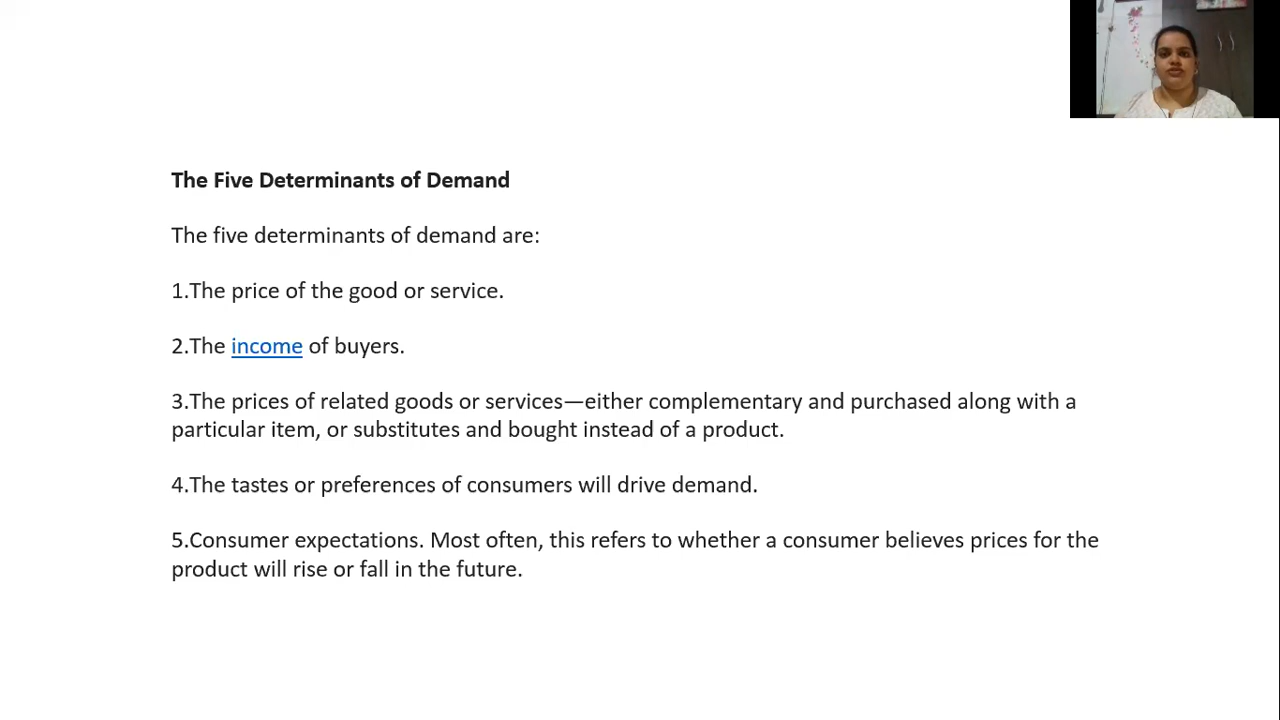 The Five Determinants of Demand
The five determinants of demand are:
1.The price of the good or service.
2.The income of buyers.
3.The prices of related goods or services—either complementary and purchased along with a
particular item, or substitutes and bought instead of a product.
4.The tastes or preferences of consumers will drive demand.
5.Consumer expectations. Most often, this refers to whether a consumer believes prices for the
product will rise or fall in the future.